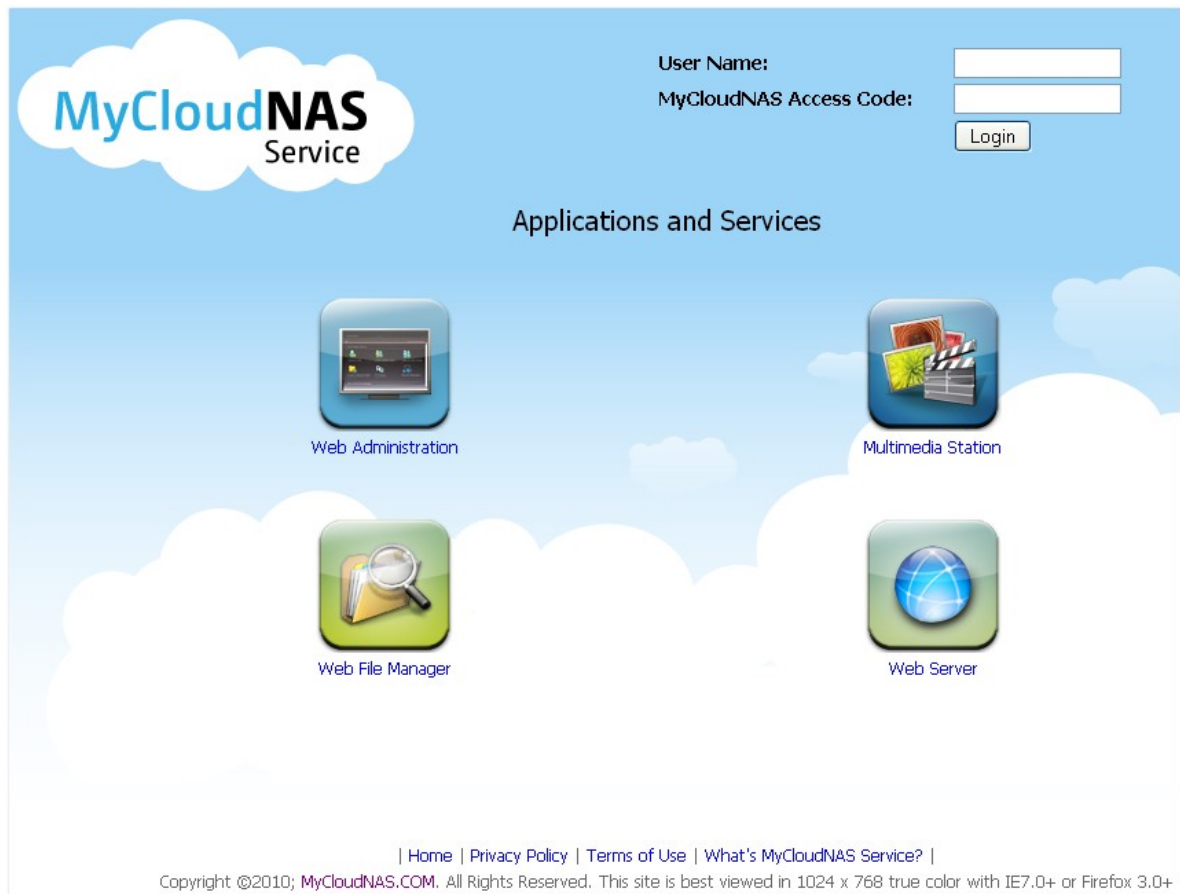 MyCloudNAS
Service
User Name:
MyCloudNAS Access Code:
Login
Applications and Services
Web Administration
Multimedia Station
Web File Manager
Web Server
| Home | Privacy Policy | Terms of Use | What's MyCloudNAS Service? |
Copyright ©2010; MyCloudNAS.COM. All Rights Reserved. This site is best viewed in 1024 x 768 true color with IE7.0+ or Firefox 3.0+